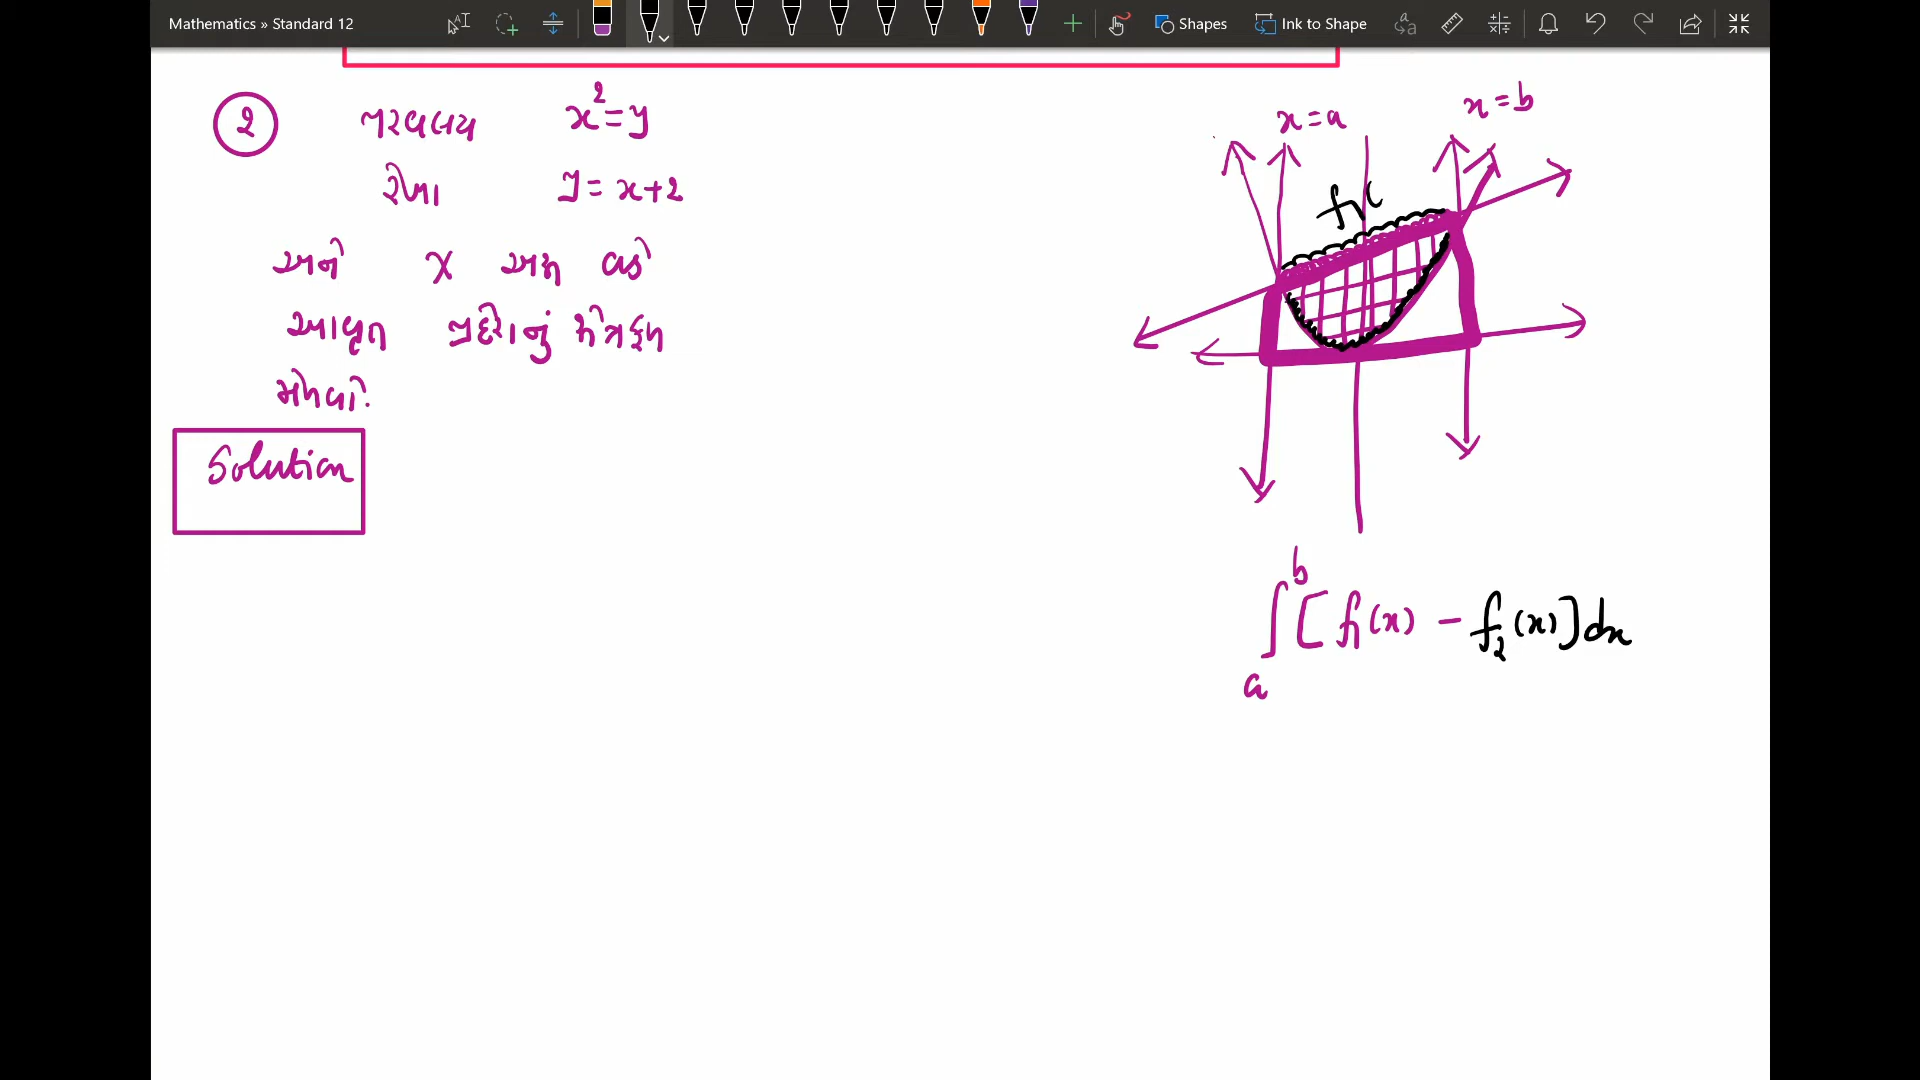 Mathematics » Standard 12
Shapes
Ink to Shape
2 પરવલય x²=y
રેખા y = x+2
અને X અક્ષ વડે
આવૃત્ત પ્રદેશનું ક્ષેત્રફળ
મેળવો.
Solution
x=a
x=b
f1(
b
∫ [ f1(x) - f2(x) ] dx
a